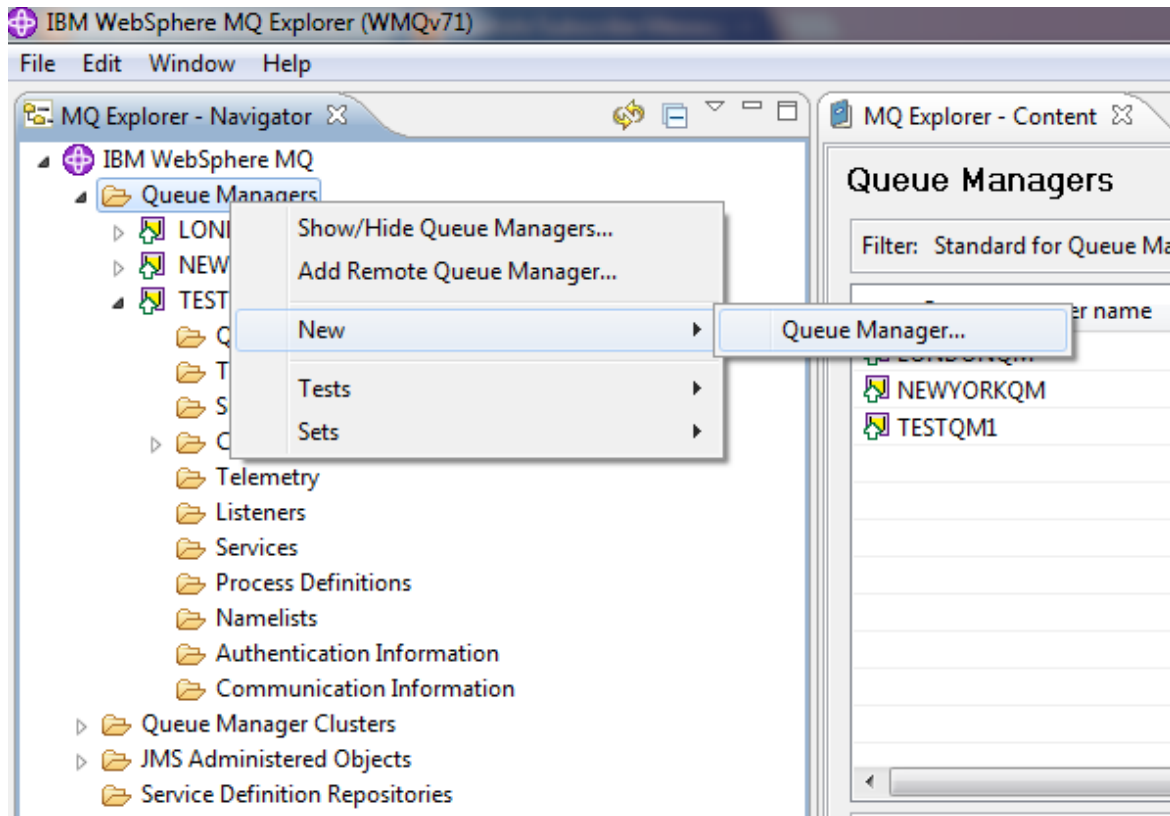 IBM WebSphere MQ Explorer (WMQv71)
File Edit Window Help
MQ Explorer - Navigator
IBM WebSphere MQ
Queue Managers
Show/Hide Queue Managers...
Add Remote Queue Manager...
New
Queue Manager...
Tests
Sets
TEST
Telemetry
Listeners
Services
Process Definitions
Namelists
Authentication Information
Communication Information
Queue Manager Clusters
JMS Administered Objects
Service Definition Repositories
MQ Explorer - Content
Queue Managers
Filter: Standard for Queue Ma
er name
LONDONQM
NEWYORKQM
TESTQM1